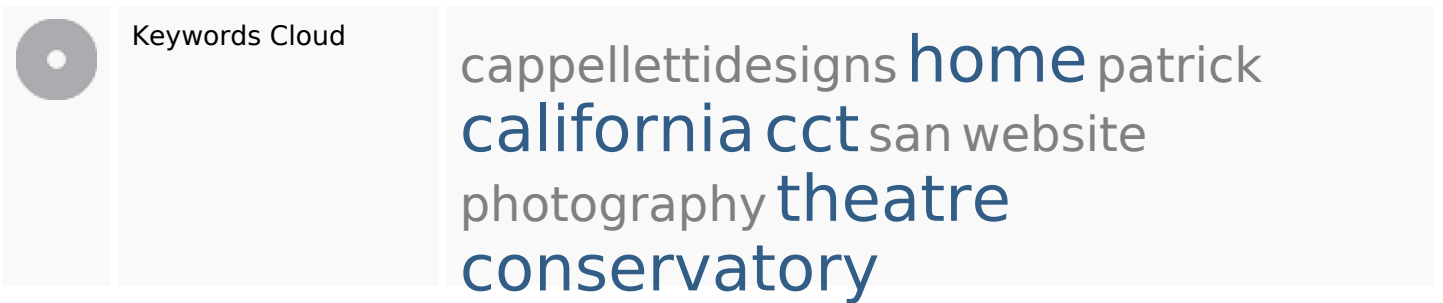 Keywords Cloud
cappellettidesigns home patrick
california cct san website
photography theatre
conservatory